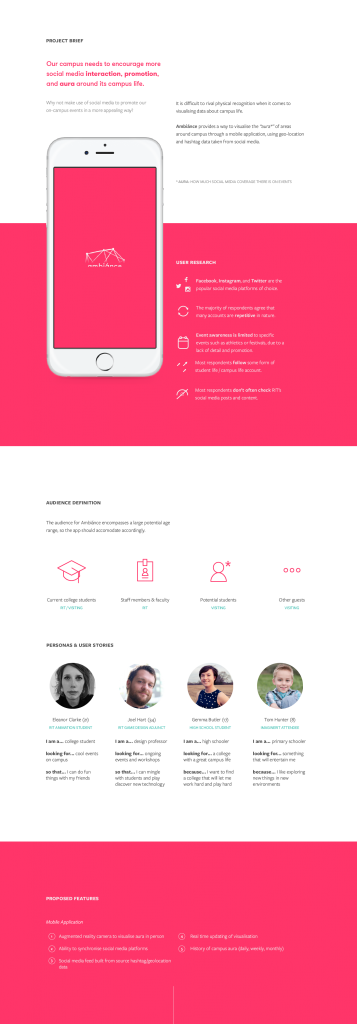 PROJECT BRIEF
Our campus needs to encourage more
social media interaction, promotion,
and aura around its campus life.
Why not make use of social media to promote our
on-campus events in a more appealing way?
It is difficult to rival physical recognition when it comes to
visualising data about campus life.
Ambiānce provides a way to visualise the "aura*" of areas
around campus through a mobile application, using geo-location
and hashtag data taken from social media.
* AURA: HOW MUCH SOCIAL MEDIA COVERAGE THERE IS ON EVENTS
ambiānce
USER RESEARCH
Facebook, Instagram, and Twitter are the
popular social media platforms of choice.
The majority of respondents agree that
many accounts are repetitive in nature.
Event awareness is limited to specific
events such as athletics or festivals, due to a
lack of detail and promotion.
Most respondents follow some form of
student life / campus life account.
Most respondents don't often check RIT's
social media posts and content.
AUDIENCE DEFINITION
The audience for Ambiānce encompasses a large potential age
range, so the app should accomodate accordingly.
Current college students
RIT / VISITING
Staff members & faculty
RIT
Potential students
VISITING
Other guests
VISITING
PERSONAS & USER STORIES
Eleanor Clarke (21)
RIT ANIMATION STUDENT
I am a... college student
looking for... cool events
on campus
so that... I can do fun
things with my friends
Joel Hart (34)
RIT GAME DESIGN ADJUNCT
I am a... design professor
looking for... ongoing
events and workshops
so that... I can mingle
with students and play
discover new technology
Gemma Butler (17)
HIGH SCHOOL STUDENT
I am a... high schooler
looking for... a college
with a great campus life
because... I want to find
a college that will let me
work hard and play hard
Tom Hunter (8)
IMAGINERIT ATTENDEE
I am a... primary schooler
looking for... something
that will entertain me
because... I like exploring
new things in new
environments
PROPOSED FEATURES
Mobile Application
Augmented reality camera to visualise aura in person
Ability to synchronise social media platforms
Social media feed built from source hashtag/geolocation
data
Real time updating of visualisation
History of campus aura (daily, weekly, monthly)